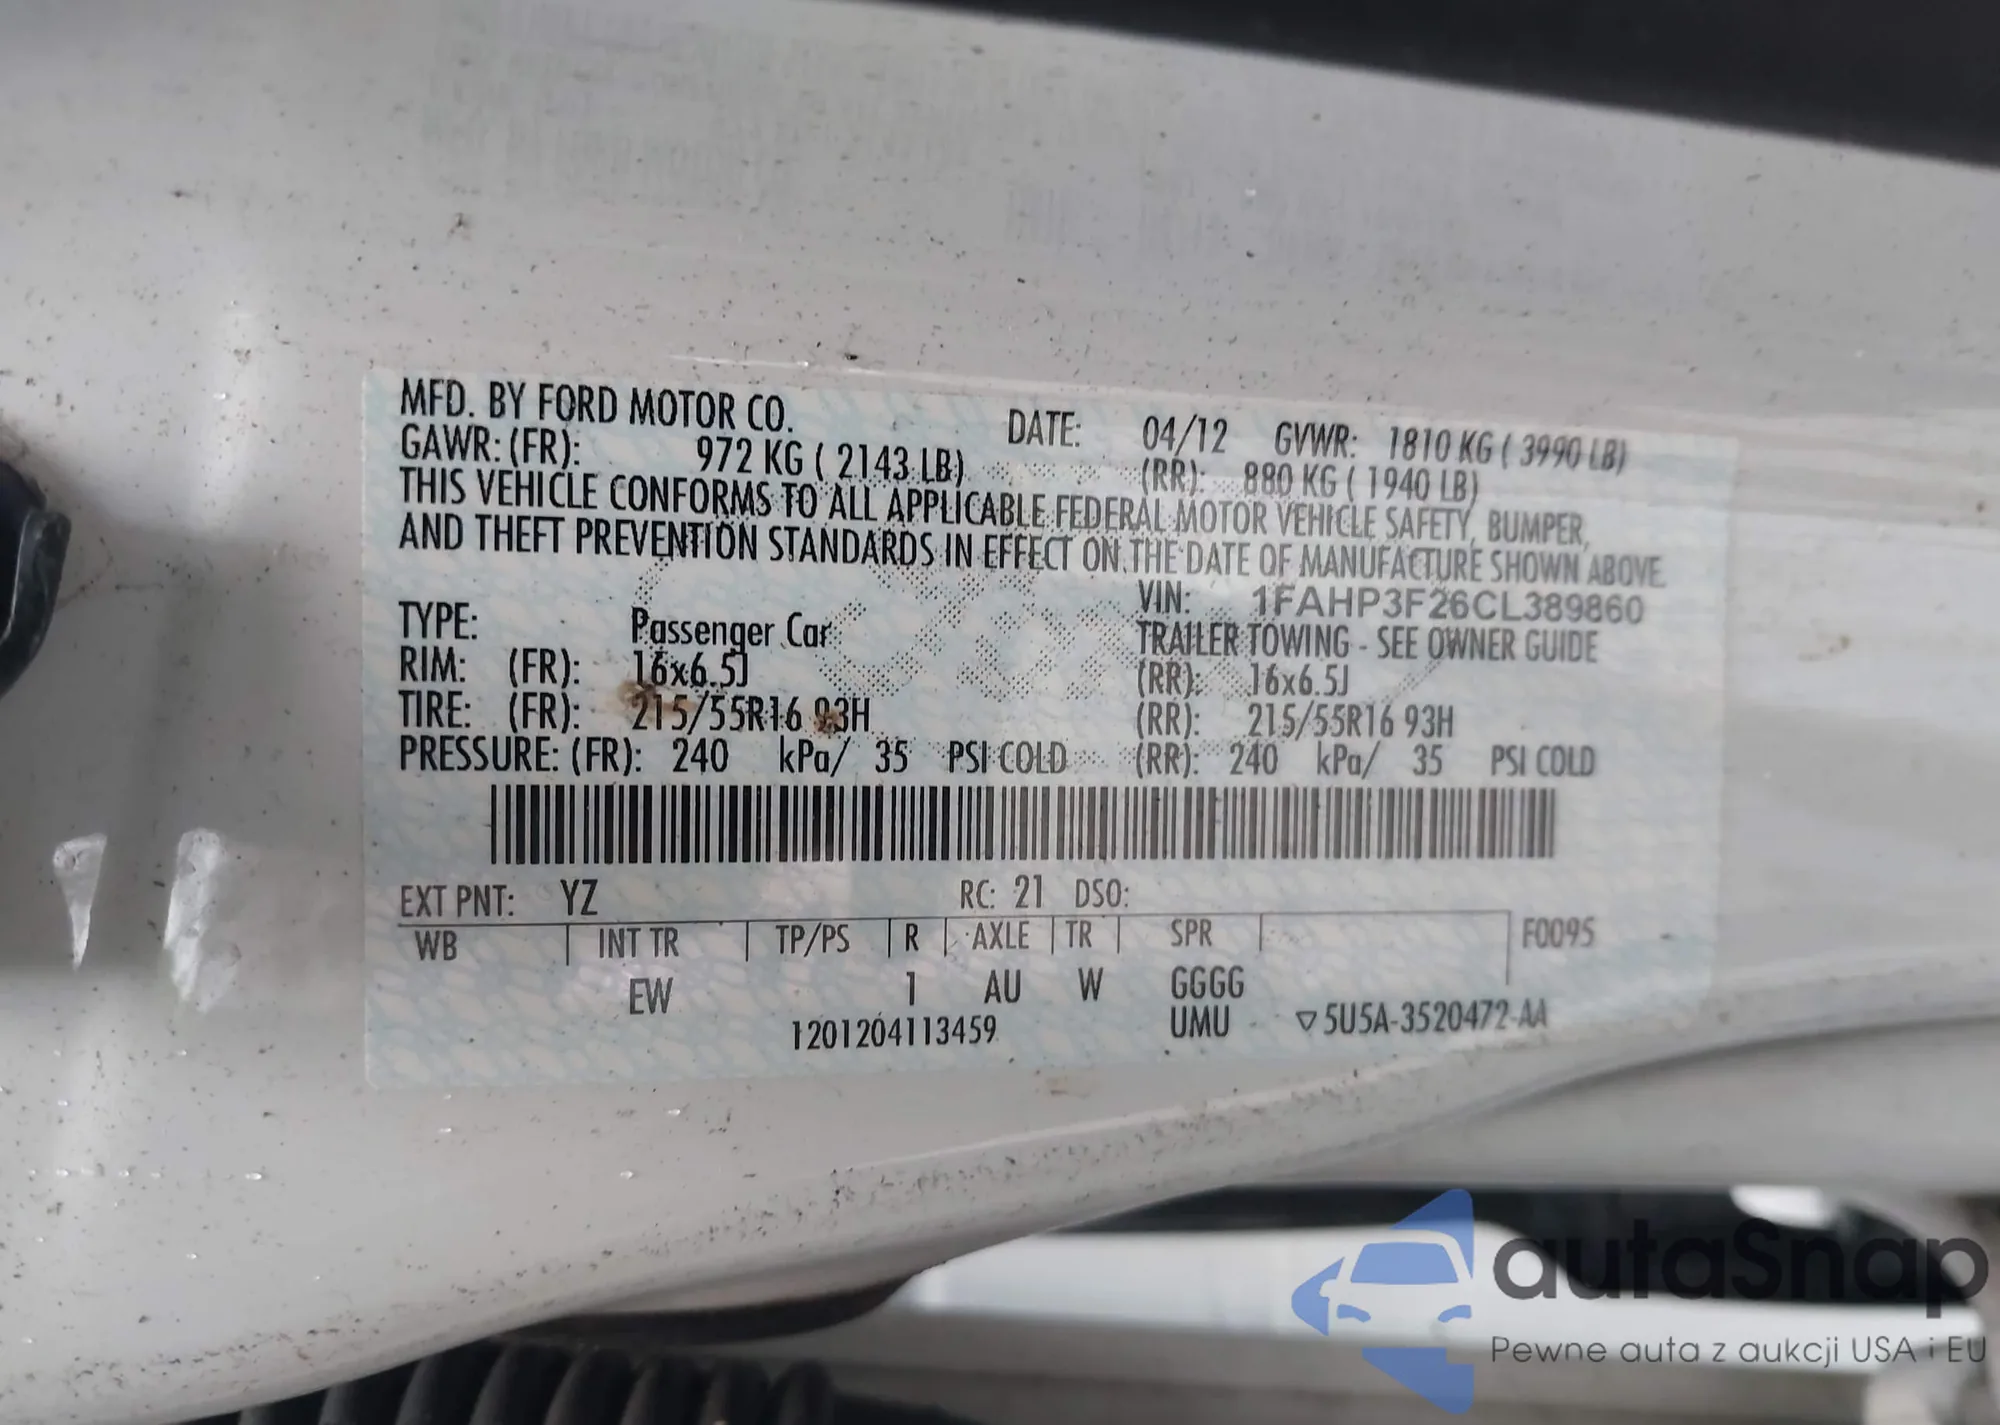 MFD. BY FORD MOTOR CO. DATE: 04/12 GVWR: 1810 KG ( 3990 LB)
GAWR: (FR): 972 KG ( 2143 LB) (RR): 880 KG ( 1940 LB)
THIS VEHICLE CONFORMS TO ALL APPLICABLE FEDERAL MOTOR VEHICLE SAFETY, BUMPER,
AND THEFT PREVENTION STANDARDS IN EFFECT ON THE DATE OF MANUFACTURE SHOWN ABOVE
VIN: 1FAHP3F26CL389860
TYPE: Passenger Car TRAILER TOWING - SEE OWNER GUIDE
RIM: (FR): 16x6.5J (RR): 16x6.5J
TIRE: (FR): 215/55R16 93H (RR): 215/55R16 93H
PRESSURE: (FR): 240 kPa/ 35 PSI COLD (RR): 240 kPa/ 35 PSI COLD
EXT PNT: YZ RC: 21 DSO:
WB INT TR TP/PS R AXLE TR SPR F0095
EW 1 AU W GGGG
1201204113459 UMU ▽5U5A-3520472-AA
autaSnap
Pewne auta z aukcji USA i EU